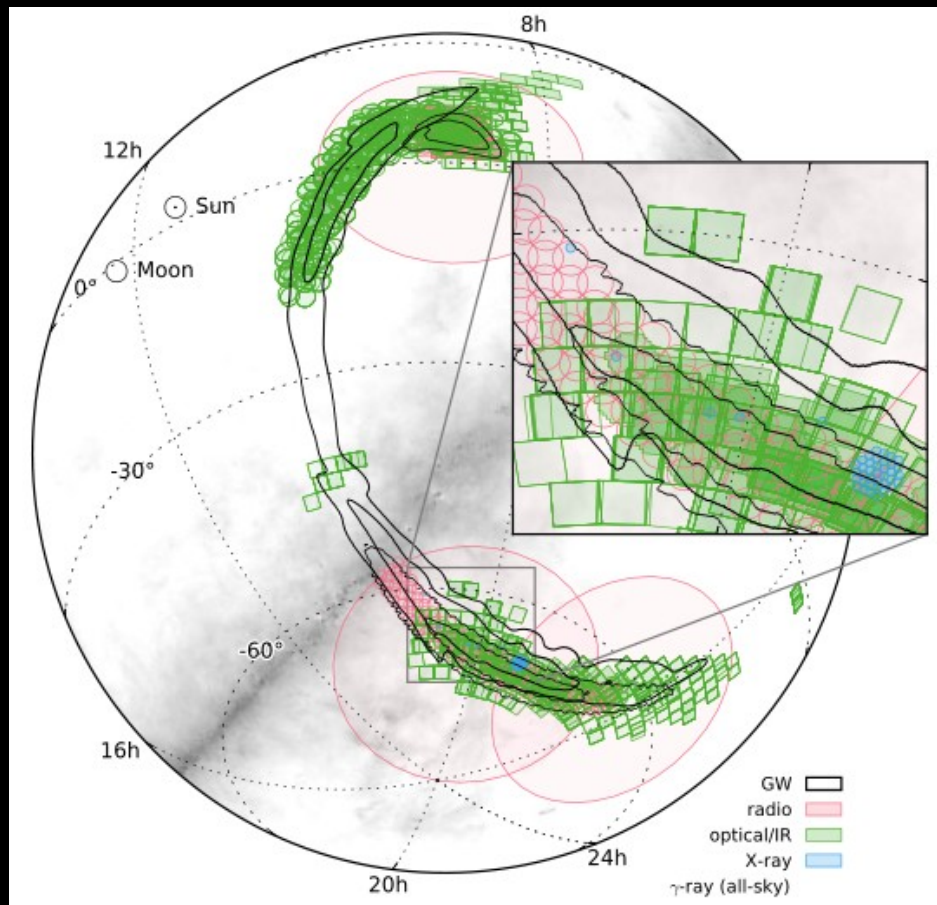 8h
12h
Sun
Moon
0°
-30°
-60°
16h
20h
24h
GW
radio
optical/IR
X-ray
γ-ray (all-sky)